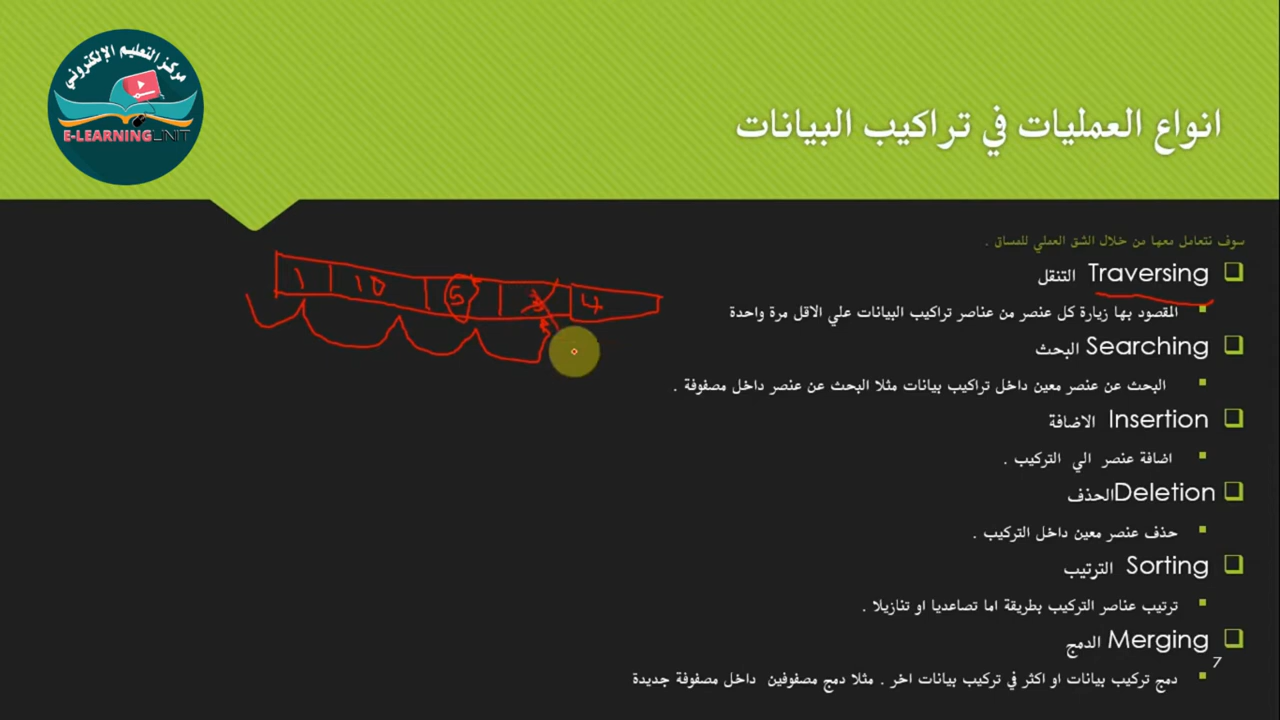 مركز التعليم الإلكتروني
E-LEARNING UNIT
انواع العمليات في تراكيب البيانات
سوف نتعامل معها من خلال الشق العملي للمساق .
Traversing التنقل
المقصود بها زيارة كل عنصر من عناصر تراكيب البيانات علي الاقل مرة واحدة
Searching البحث
البحث عن عنصر معين داخل تراكيب بيانات مثلا البحث عن عنصر داخل مصفوفة .
Insertion الاضافة
اضافة عنصر الي التركيب .
Deletionالحذف
حذف عنصر معين داخل التركيب .
Sorting الترتيب
ترتيب عناصر التركيب بطريقة اما تصاعديا او تنازيلا .
Merging الدمج
دمج تركيب بيانات او اكثر في تركيب بيانات اخر . مثلا دمج مصفوفين داخل مصفوفة جديدة
7
1 10 5 4